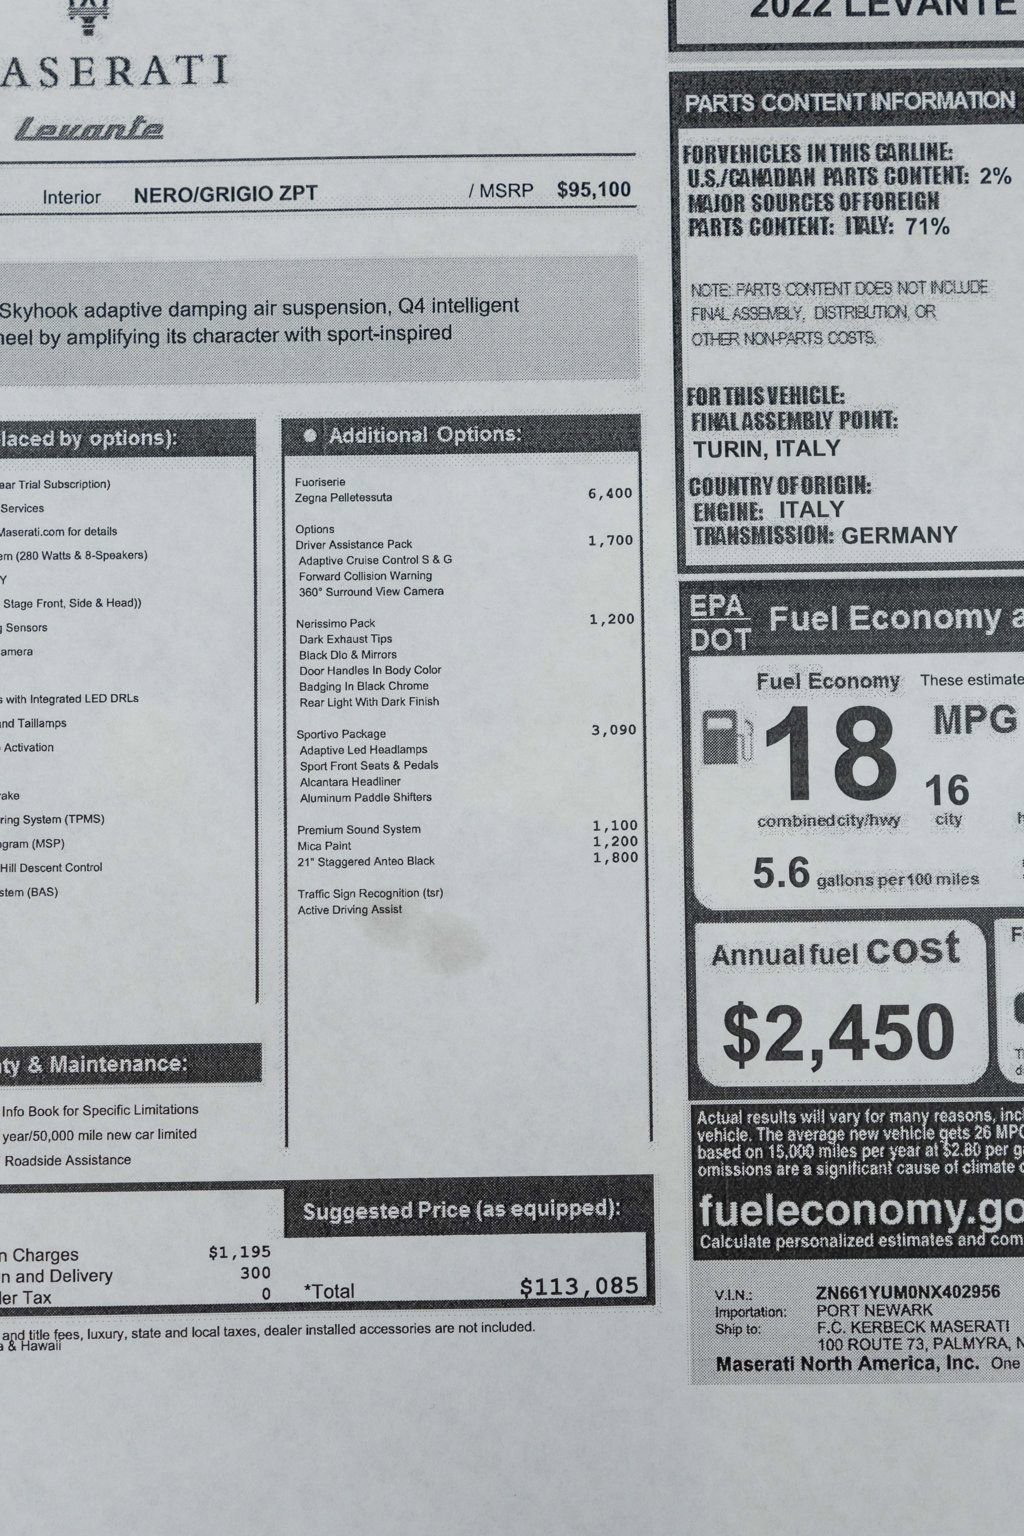 ASERATI
Levante
Interior NERO/GRIGIO ZPT / MSRP $95,100
Skyhook adaptive damping air suspension, Q4 intelligent
heel by amplifying its character with sport-inspired
laced by options):
ear Trial Subscription)
Services
Maserati.com for details
em (280 Watts & 8-Speakers)
Y
Stage Front, Side & Head))
g Sensors
amera
s with Integrated LED DRLs
nd Taillamps
Activation
rake
ring System (TPMS)
gram (MSP)
Hill Descent Control
stem (BAS)
ty & Maintenance:
Info Book for Specific Limitations
year/50,000 mile new car limited
Roadside Assistance
Additional Options:
Fuoriserie
Zegna Pelletessuta 6,400
Options
Driver Assistance Pack 1,700
Adaptive Cruise Control S & G
Forward Collision Warning
360° Surround View Camera
Nerissimo Pack 1,200
Dark Exhaust Tips
Black Dlo & Mirrors
Door Handles In Body Color
Badging In Black Chrome
Rear Light With Dark Finish
Sportivo Package 3,090
Adaptive Led Headlamps
Sport Front Seats & Pedals
Alcantara Headliner
Aluminum Paddle Shifters
Premium Sound System 1,100
Mica Paint 1,200
21" Staggered Anteo Black 1,800
Traffic Sign Recognition (tsr)
Active Driving Assist
Suggested Price (as equipped):
n Charges $1,195
n and Delivery 300
ler Tax 0
*Total $113,085
and title fees, luxury, state and local taxes, dealer installed accessories are not included.
a & Hawaii
2022 LEVANTE
PARTS CONTENT INFORMATION
FOR VEHICLES IN THIS CARLINE:
U.S./CANADIAN PARTS CONTENT: 2%
MAJOR SOURCES OF FOREIGN
PARTS CONTENT: ITALY: 71%
NOTE: PARTS CONTENT DOES NOT INCLUDE
FINAL ASSEMBLY, DISTRIBUTION, OR
OTHER NON-PARTS COSTS.
FOR THIS VEHICLE:
FINAL ASSEMBLY POINT:
TURIN, ITALY
COUNTRY OF ORIGIN:
ENGINE: ITALY
TRANSMISSION: GERMANY
EPA
DOT
Fuel Economy a
Fuel Economy These estimate
18 MPG
16
combined city/hwy city h
5.6 gallons per 100 miles
Annual fuel cost
$2,450
F
Actual results will vary for many reasons, incl
vehicle. The average new vehicle gets 26 MPG
based on 15,000 miles per year at $2.80 per ga
omissions are a significant cause of climate c
fueleconomy.go
Calculate personalized estimates and com
V.I.N.: ZN661YUM0NX402956
Importation: PORT NEWARK
Ship to: F.C. KERBECK MASERATI
100 ROUTE 73, PALMYRA, N
Maserati North America, Inc. One